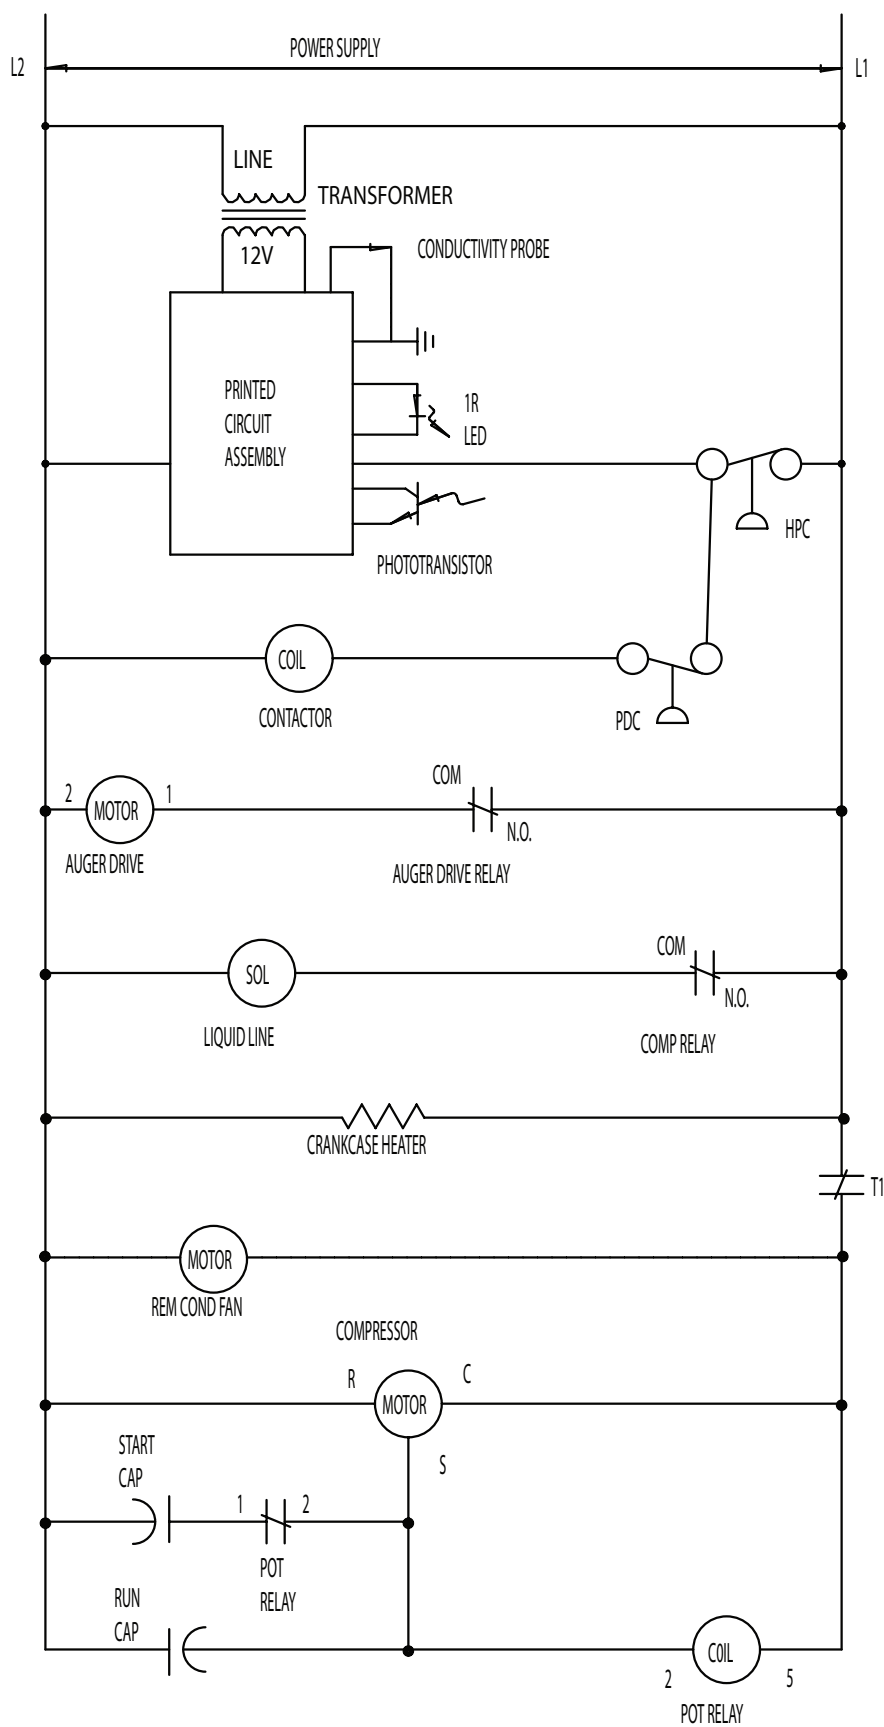 POWER SUPPLY
L2
L1
LINE
TRANSFORMER
12V
CONDUCTIVITY PROBE
PRINTED
CIRCUIT
ASSEMBLY
1R
LED
HPC
PHOTOTRANSISTOR
COIL
CONTACTOR
PDC
COM
2
MOTOR
1
N.O.
AUGER DRIVE
AUGER DRIVE RELAY
COM
SOL
N.O.
LIQUID LINE
COMP RELAY
CRANKCASE HEATER
T1
MOTOR
REM COND FAN
COMPRESSOR
R
MOTOR
C
S
START
CAP
1
2
POT
RELAY
RUN
CAP
COIL
2
5
POT RELAY